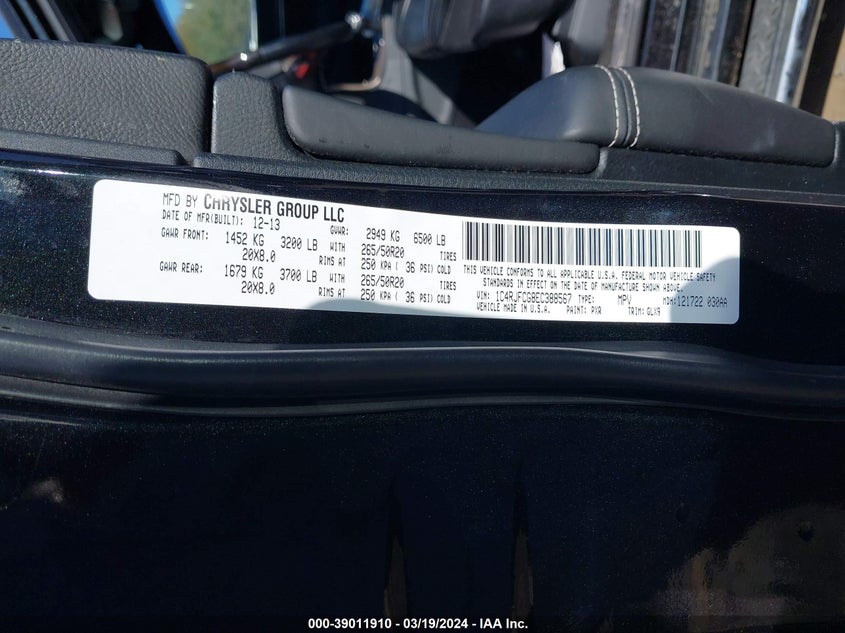 MFD BY CHRYSLER GROUP LLC
DATE OF MFR(BUILT): 12-13 GVWR: 2949 KG 6500 LB
GAWR FRONT: 1452 KG 3200 LB WITH 265/50R20 TIRES
20X8.0 RIMS AT 250 KPA ( 36 PSI) COLD
GAWR REAR: 1679 KG 3700 LB WITH 265/50R20 TIRES
20X8.0 RIMS AT 250 KPA ( 36 PSI) COLD
THIS VEHICLE CONFORMS TO ALL APPLICABLE U.S.A. FEDERAL MOTOR VEHICLE SAFETY
STANDARDS IN EFFECT ON THE DATE OF MANUFACTURE SHOWN ABOVE.
VIN: 1C4RJFCG8EC388567 TYPE: MPV MDH:121722 030AA
VEHICLE MADE IN U.S.A. PAINT: PXR TRIM: GLX9
000-39011910 - 03/19/2024 - IAA Inc.